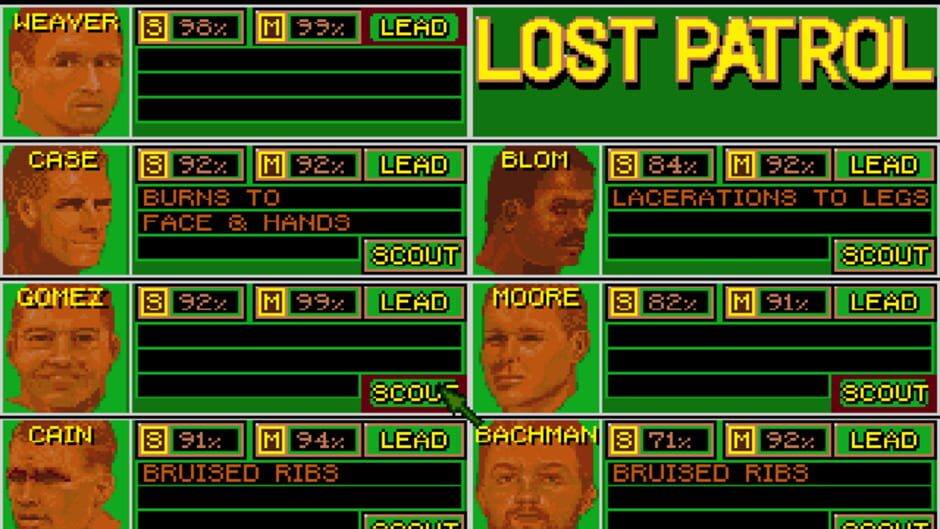 WEAVER S 98% M 99% LEAD
LOST PATROL
CASE S 92% M 92% LEAD
BURNS TO
FACE & HANDS
SCOUT
BLOM S 84% M 92% LEAD
LACERATIONS TO LEGS
SCOUT
GOMEZ S 92% M 99% LEAD
SCOUT
MOORE S 82% M 91% LEAD
SCOUT
CAIN S 91% M 94% LEAD
BRUISED RIBS
SCOUT
BACHMAN S 71% M 92% LEAD
BRUISED RIBS
SCOUT